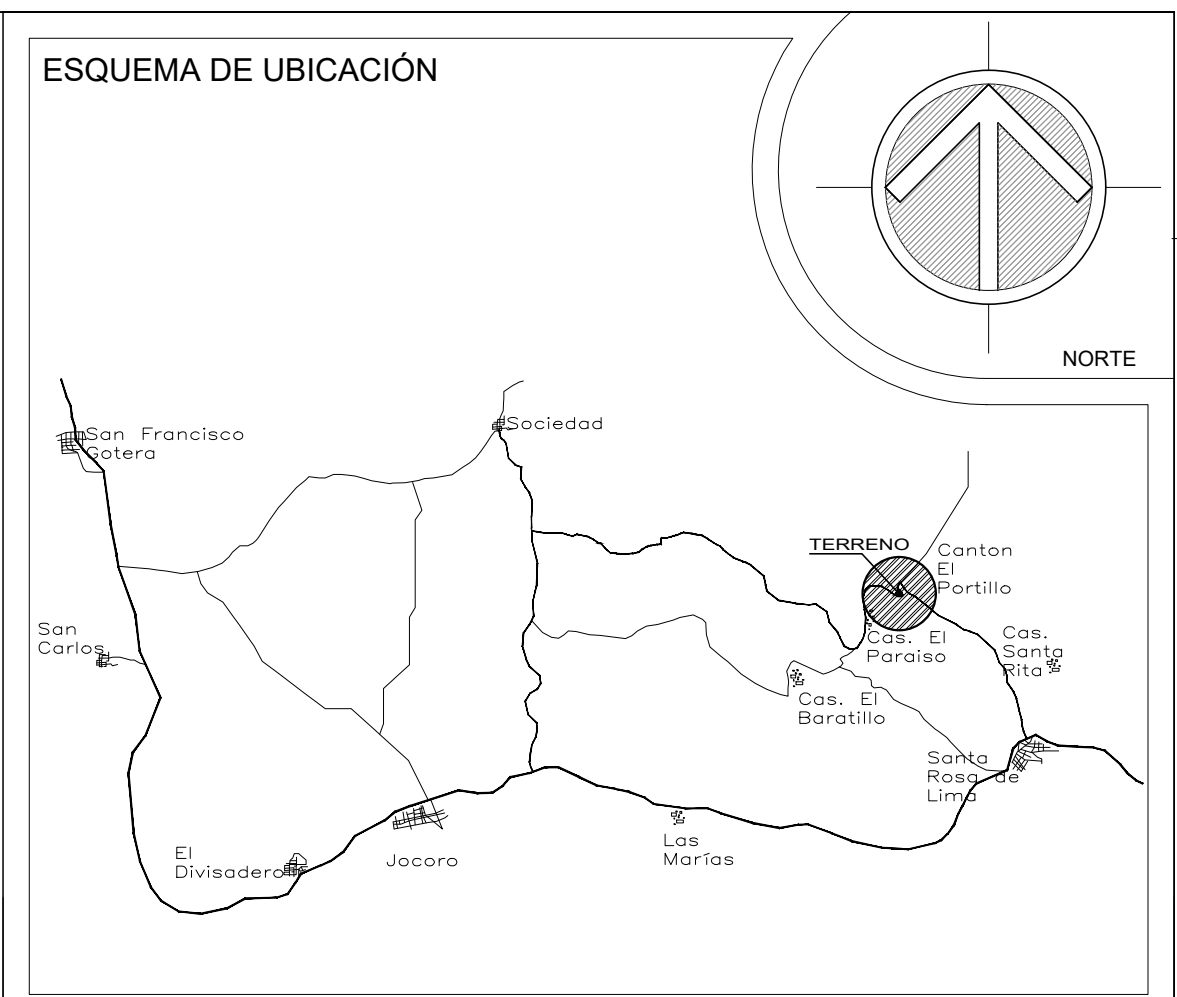 ESQUEMA DE UBICACIÓN
NORTE
San Francisco
Gotera
Sociedad
TERRENO
Canton
El
Portillo
San
Carlos
Cas. El
Paraiso
Cas.
Santa
Rita
Cas. El
Baratillo
Santa
Rosa de
Lima
El
Divisadero
Jocoro
Las
Marías